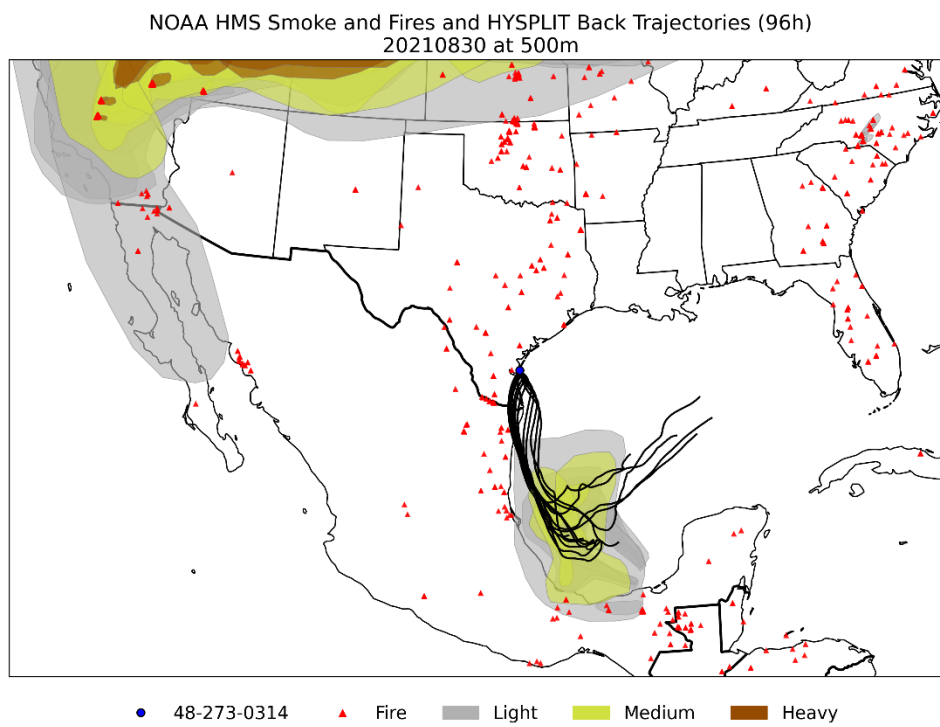 NOAA HMS Smoke and Fires and HYSPLIT Back Trajectories (96h)
20210830 at 500m
48-273-0314 Fire Light Medium Heavy